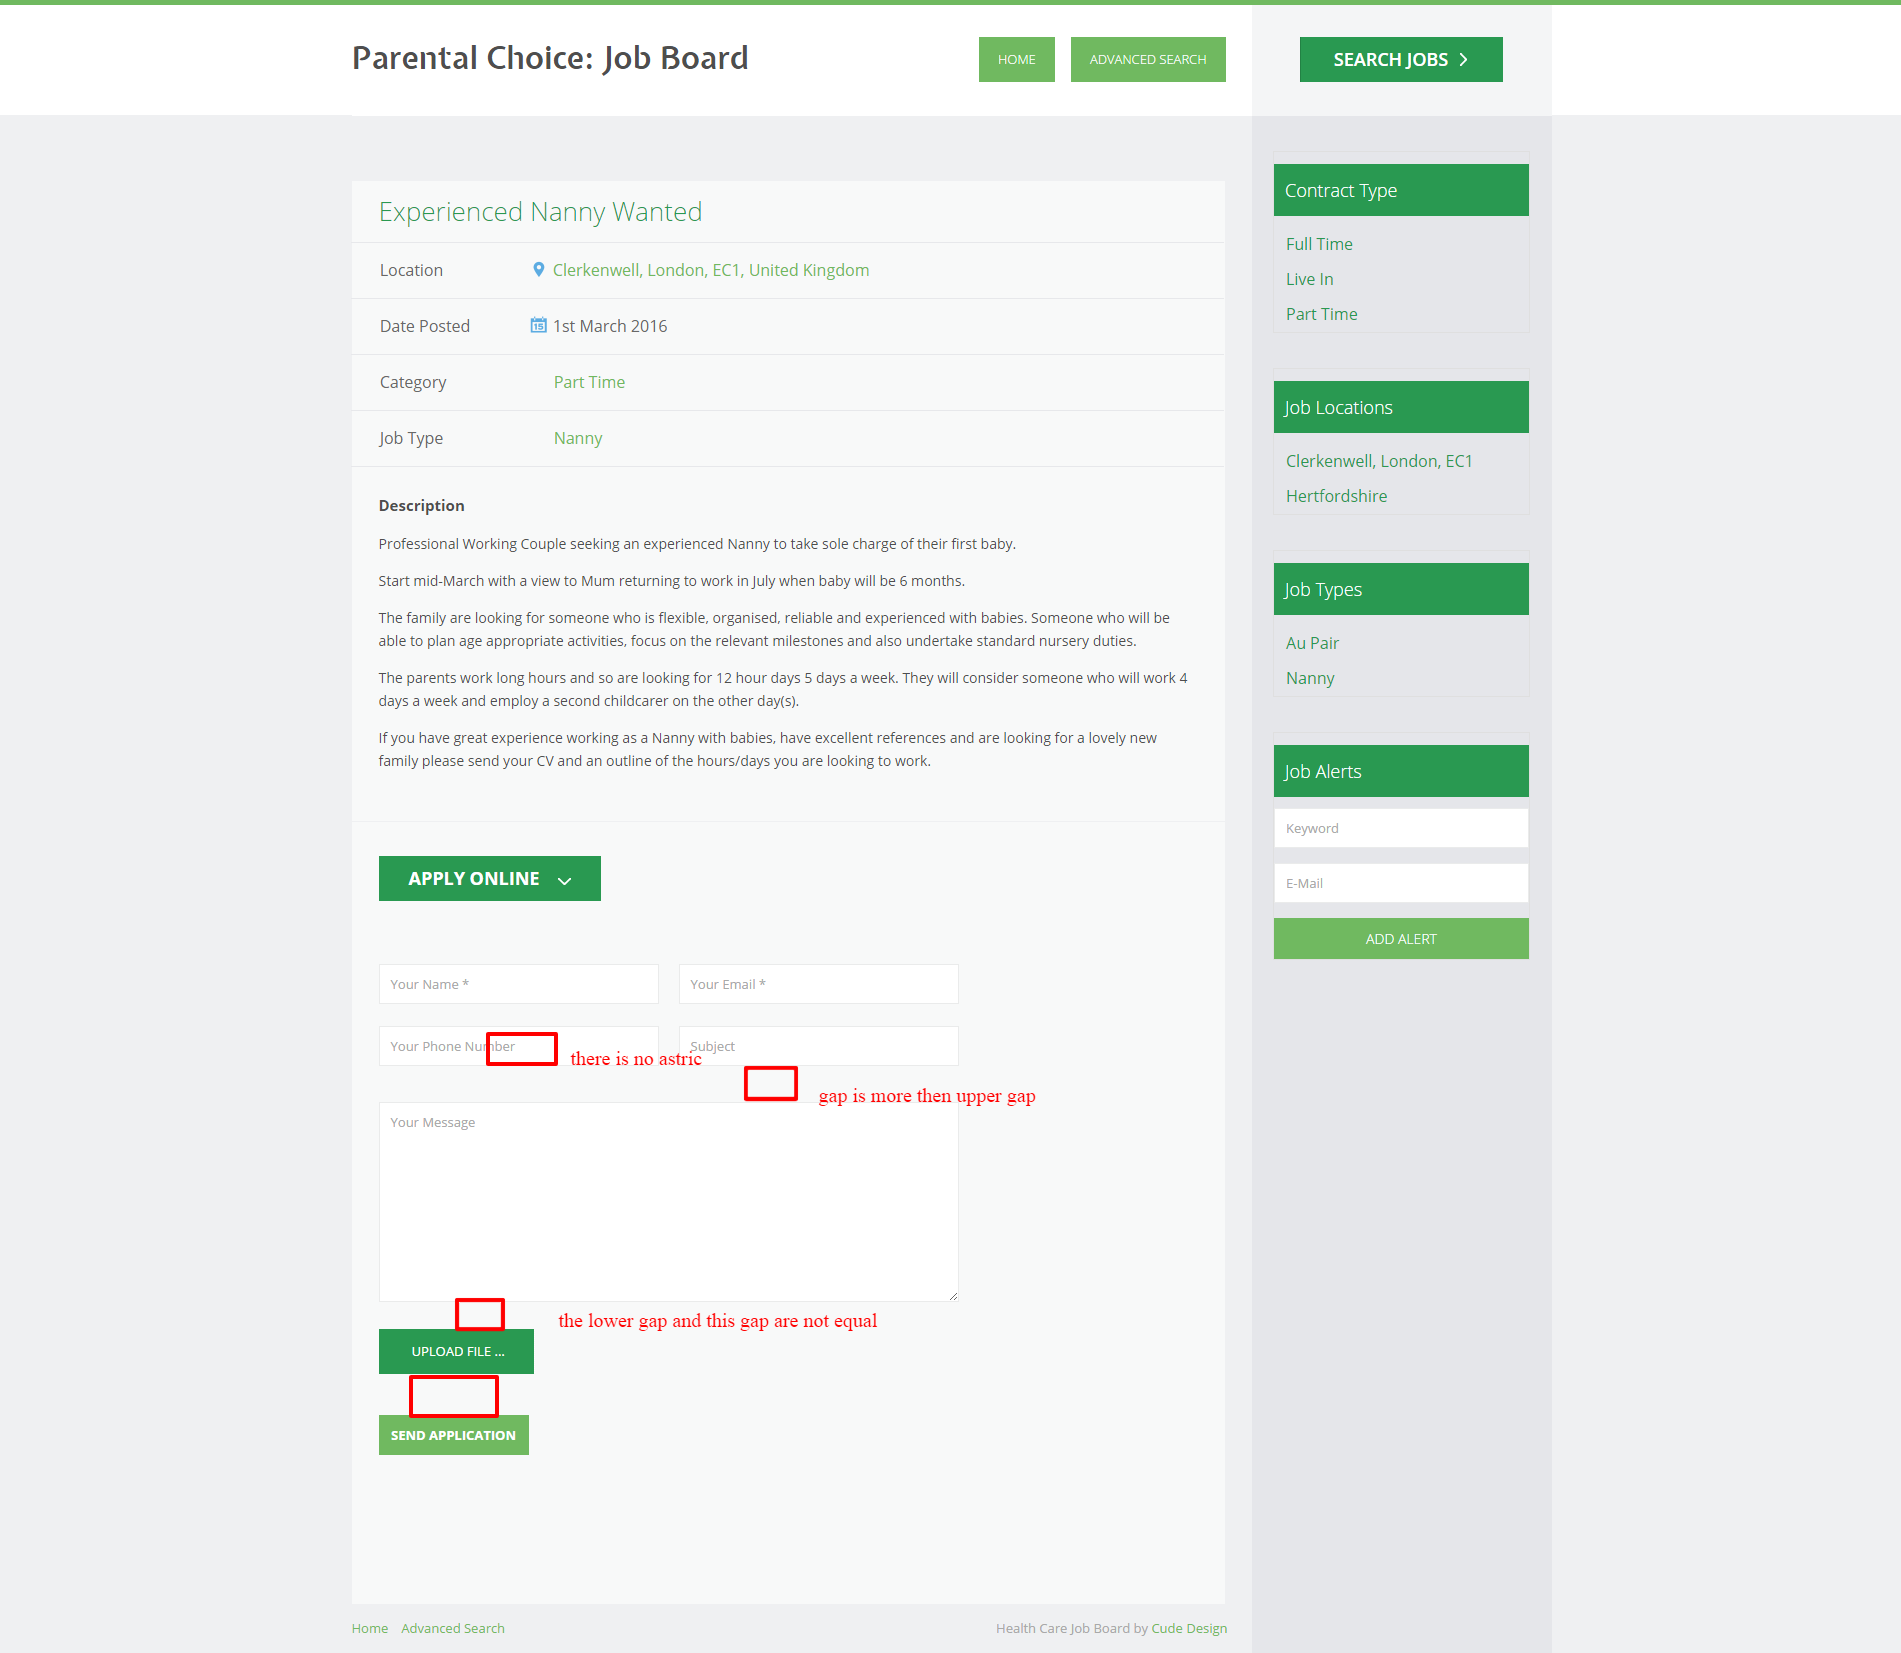 Parental Choice: Job Board
HOME
ADVANCED SEARCH
SEARCH JOBS
Experienced Nanny Wanted
Location
Clerkenwell, London, EC1, United Kingdom
Date Posted
15
1st March 2016
Category
Part Time
Job Type
Nanny
Description
Professional Working Couple seeking an experienced Nanny to take sole charge of their first baby.
Start mid-March with a view to Mum returning to work in July when baby will be 6 months.
The family are looking for someone who is flexible, organised, reliable and experienced with babies. Someone who will be
able to plan age appropriate activities, focus on the relevant milestones and also undertake standard nursery duties.
The parents work long hours and so are looking for 12 hour days 5 days a week. They will consider someone who will work 4
days a week and employ a second childcarer on the other day(s).
If you have great experience working as a Nanny with babies, have excellent references and are looking for a lovely new
family please send your CV and an outline of the hours/days you are looking to work.
APPLY ONLINE
Your Name *
Your Email *
Your Phone Number
Subject
there is no astric
gap is more then upper gap
Your Message
the lower gap and this gap are not equal
UPLOAD FILE ...
SEND APPLICATION
Contract Type
Full Time
Live In
Part Time
Job Locations
Clerkenwell, London, EC1
Hertfordshire
Job Types
Au Pair
Nanny
Job Alerts
Keyword
E-Mail
ADD ALERT
Home
Advanced Search
Health Care Job Board by Cude Design